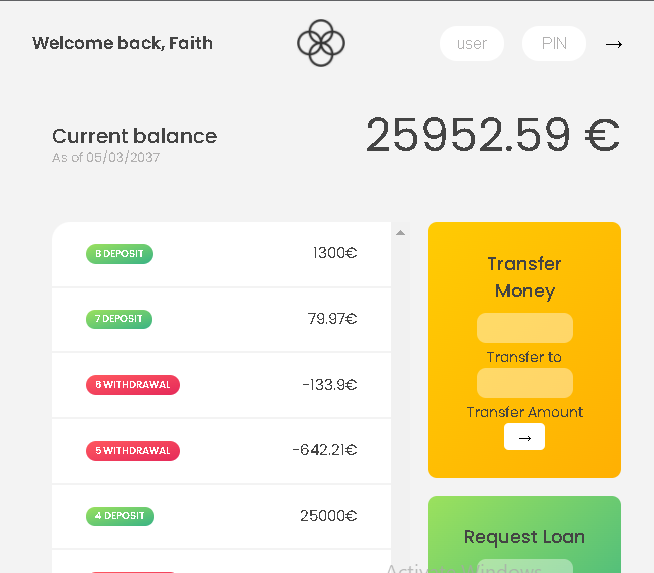 Welcome back, Faith
user
PIN
→
Current balance
25952.59 €
As of 05/03/2037
8 DEPOSIT
1300€
7 DEPOSIT
79.97€
6 WITHDRAWAL
-133.9€
5 WITHDRAWAL
-642.21€
4 DEPOSIT
25000€
Transfer
Money
Transfer to
Transfer Amount
→
Request Loan
Activate Windows